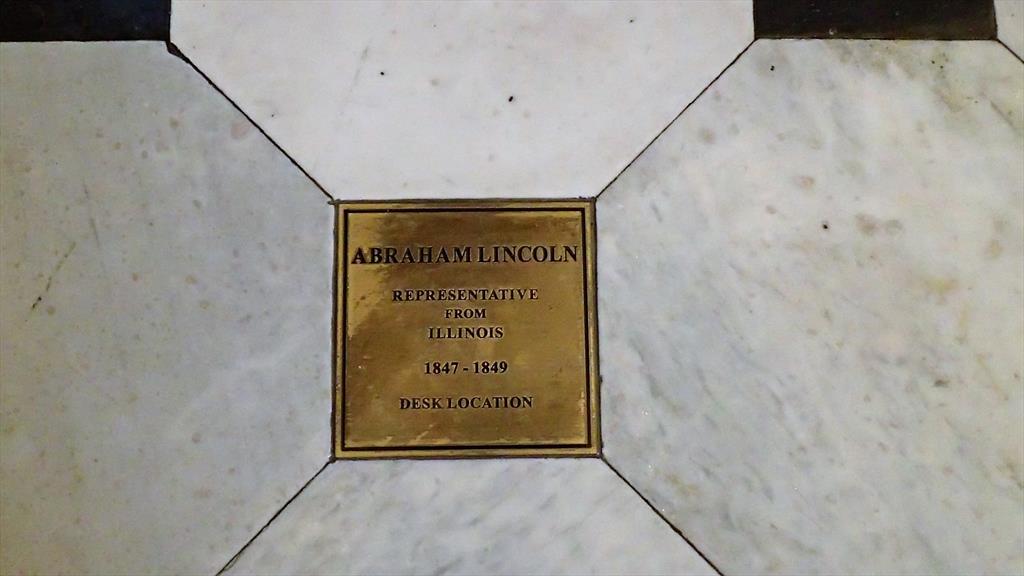 ABRAHAM LINCOLN
REPRESENTATIVE
FROM
ILLINOIS
1847 - 1849
DESK LOCATION